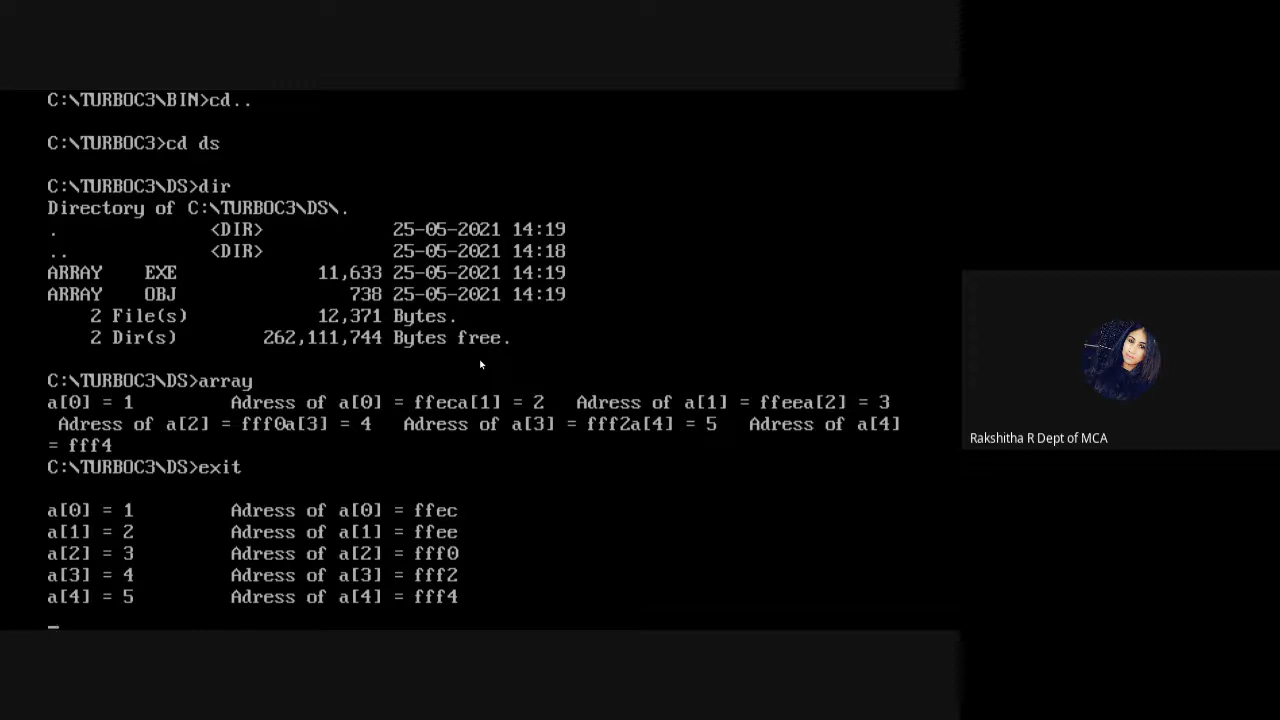 C:\TURBOC3\BIN>cd..
C:\TURBOC3>cd ds
C:\TURBOC3\DS>dir
Directory of C:\TURBOC3\DS\.
. <DIR> 25-05-2021 14:19
.. <DIR> 25-05-2021 14:18
ARRAY EXE 11,633 25-05-2021 14:19
ARRAY OBJ 738 25-05-2021 14:19
2 File(s) 12,371 Bytes.
2 Dir(s) 262,111,744 Bytes free.
C:\TURBOC3\DS>array
a[0] = 1 Adress of a[0] = ffeca[1] = 2 Adress of a[1] = ffeea[2] = 3
Adress of a[2] = fff0a[3] = 4 Adress of a[3] = fff2a[4] = 5 Adress of a[4]
= fff4
C:\TURBOC3\DS>exit
a[0] = 1 Adress of a[0] = ffec
a[1] = 2 Adress of a[1] = ffee
a[2] = 3 Adress of a[2] = fff0
a[3] = 4 Adress of a[3] = fff2
a[4] = 5 Adress of a[4] = fff4
_
Rakshitha R Dept of MCA